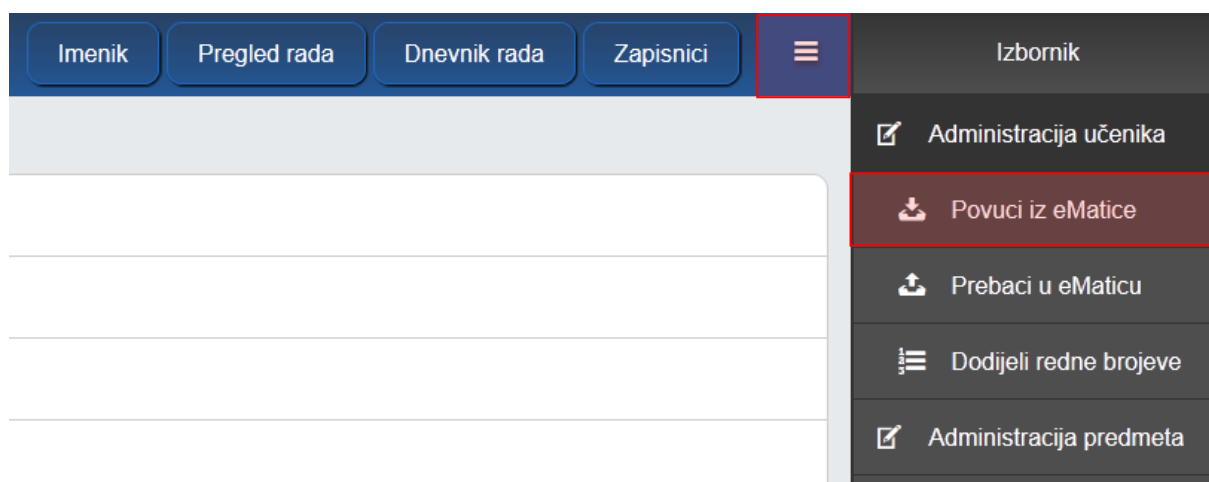 Imenik Pregled rada Dnevnik rada Zapisnici Izbornik
Administracija učenika
Povuci iz eMatice
Prebaci u eMaticu
Dodijeli redne brojeve
Administracija predmeta